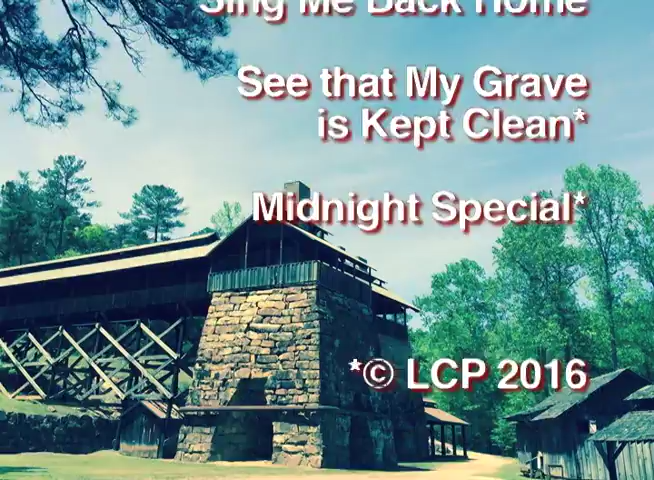 Sing Me Back Home
See that My Grave
is Kept Clean*
Midnight Special*
*© LCP 2016